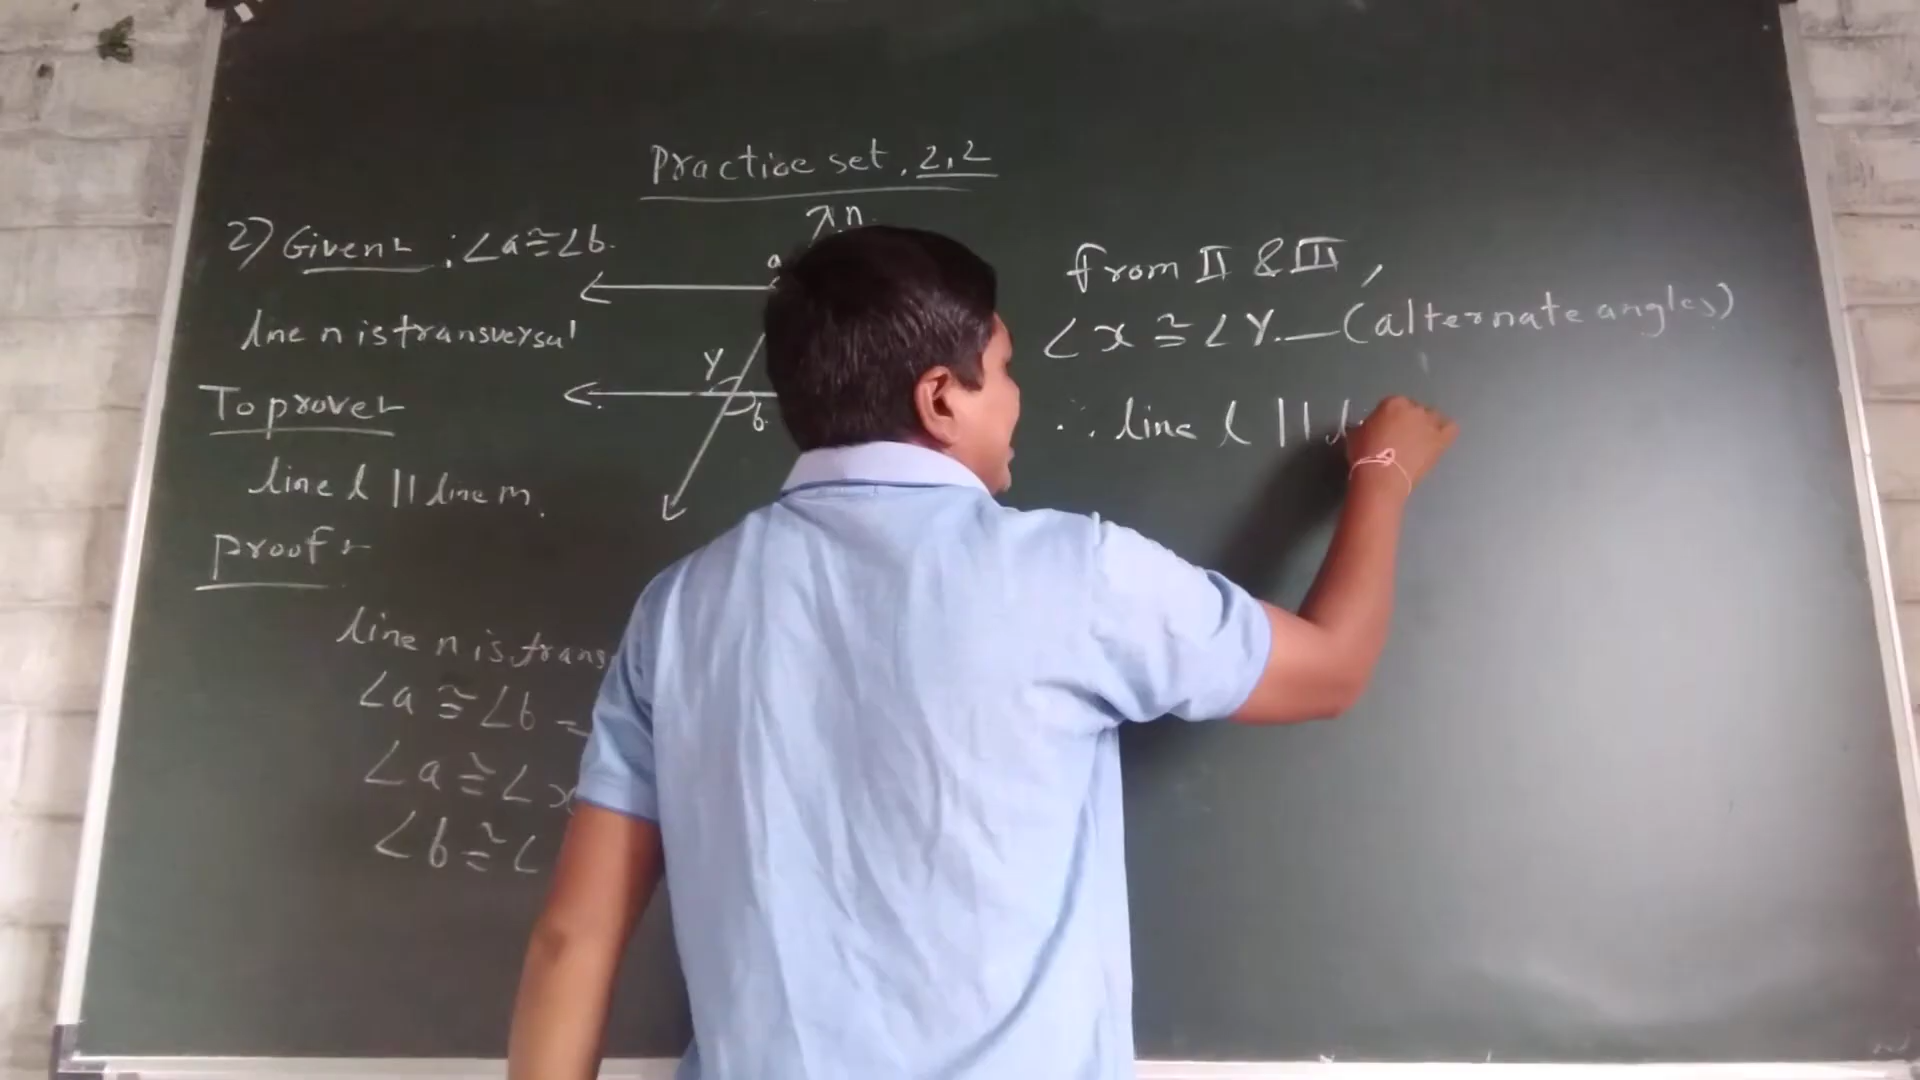 Practice set. 2.2
2) Given : ∠a ≅ ∠b.
line n is transversal
To prove
line l || line m.
proof
line n is trans
∠a ≅ ∠b
∠a ≅ ∠x
∠b ≅ ∠
n
a
Y
b
from II & III,
∠x ≅ ∠Y. — (alternate angles)
∴ line l ||